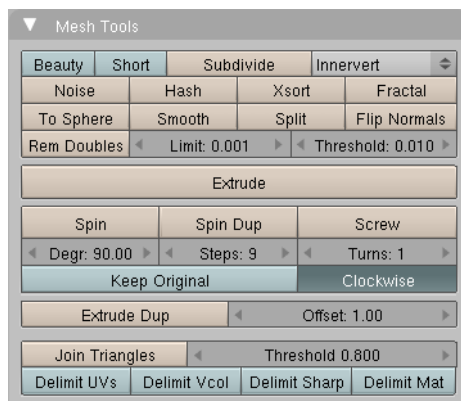 Mesh Tools
Beauty Short Subdivide Innervert
Noise Hash Xsort Fractal
To Sphere Smooth Split Flip Normals
Rem Doubles Limit: 0.001 Threshold: 0.010
Extrude
Spin Spin Dup Screw
Degr: 90.00 Steps: 9 Turns: 1
Keep Original Clockwise
Extrude Dup Offset: 1.00
Join Triangles Threshold 0.800
Delimit UVs Delimit Vcol Delimit Sharp Delimit Mat